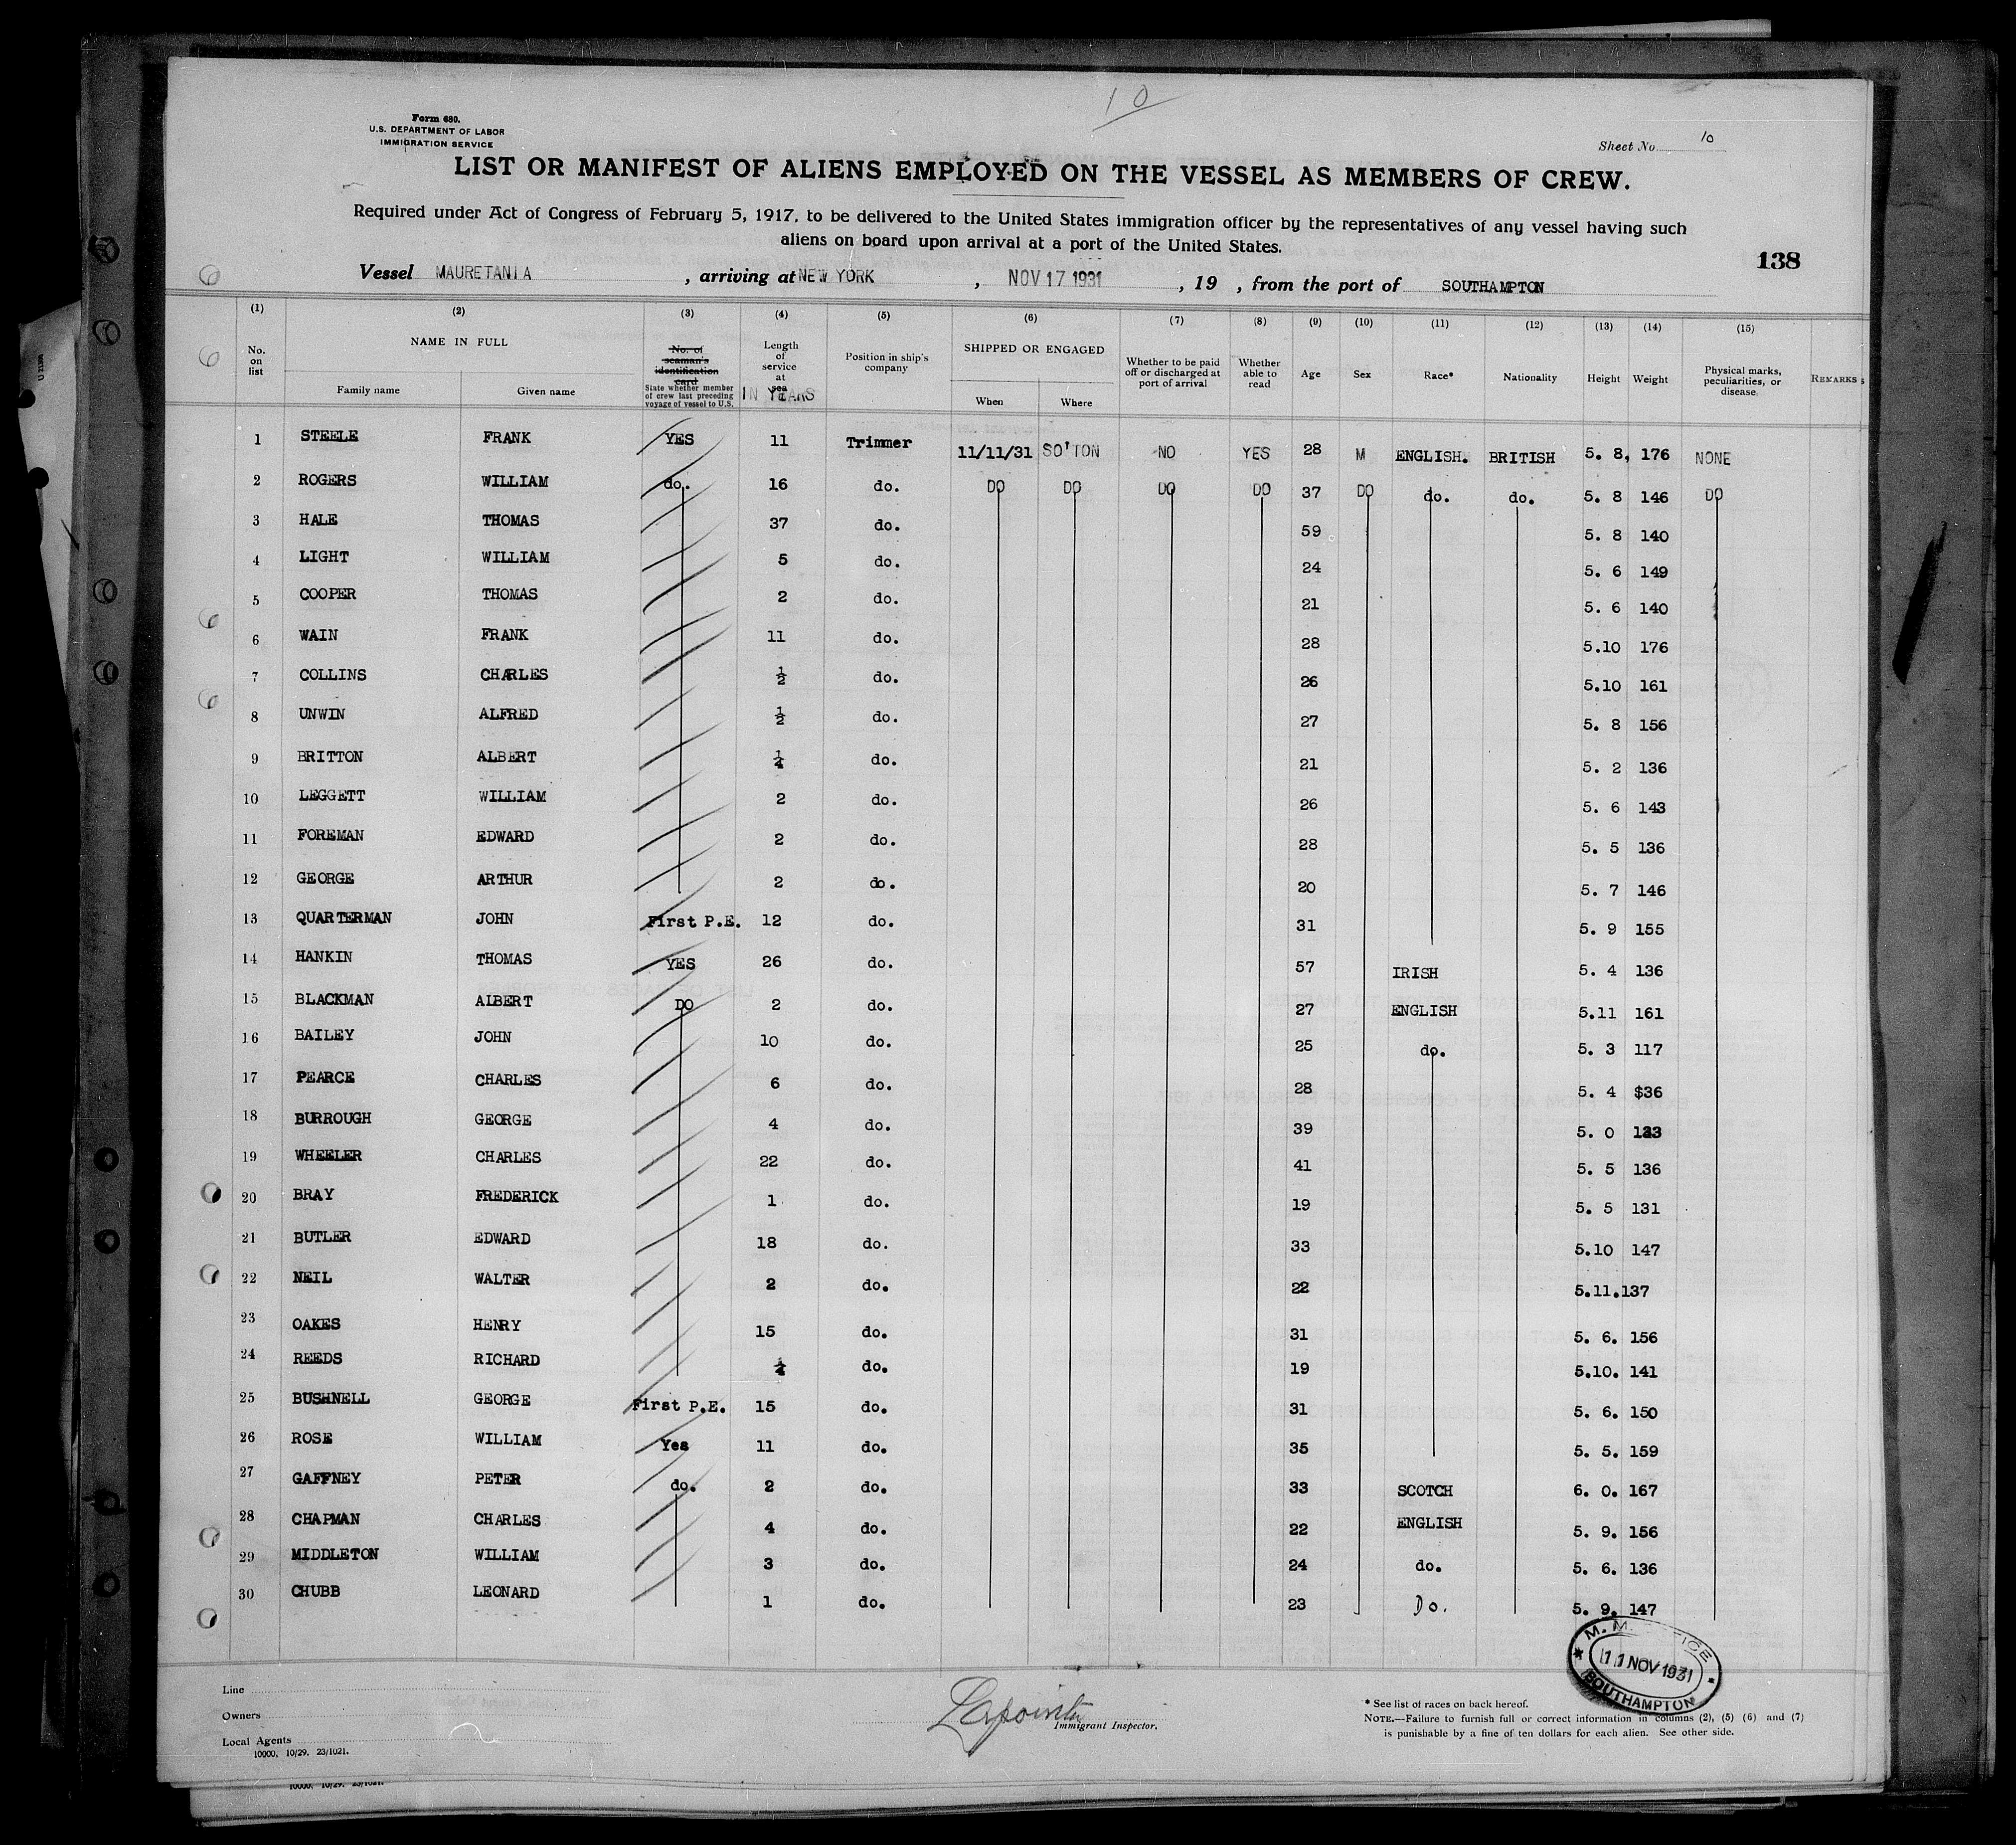 10
Form 680.
U.S. DEPARTMENT OF LABOR
IMMIGRATION SERVICE
Sheet No. 10
LIST OR MANIFEST OF ALIENS EMPLOYED ON THE VESSEL AS MEMBERS OF CREW.
Required under Act of Congress of February 5, 1917, to be delivered to the United States immigration officer by the representatives of any vessel having such
aliens on board upon arrival at a port of the United States.
138
Vessel MAURETANIA , arriving at NEW YORK , NOV 17 1931 , 19 , from the port of SOUTHAMPTON
(1) (2) (3) (4) (5) (6) (7) (8) (9) (10) (11) (12) (13) (14) (15)
No. on list NAME IN FULL Family name Given name No. of seaman's identification card State whether member of crew last preceding voyage of vessel to U.S. Length of service at sea IN YEARS Position in ship's company SHIPPED OR ENGAGED When Where Whether to be paid off or discharged at port of arrival Whether able to read Age Sex Race* Nationality Height Weight Physical marks, peculiarities, or disease REMARKS
1 STEELE FRANK YES 11 Trimmer 11/11/31 SO'TON NO YES 28 M ENGLISH. BRITISH 5. 8, 176 NONE
2 ROGERS WILLIAM do. 16 do. DO DO DO DO 37 DO do. do. 5. 8 146 DO
3 HALE THOMAS 37 do. 59 5. 8 140
4 LIGHT WILLIAM 5 do. 24 5. 6 149
5 COOPER THOMAS 2 do. 21 5. 6 140
6 WAIN FRANK 11 do. 28 5.10 176
7 COLLINS CHARLES ½ do. 26 5.10 161
8 UNWIN ALFRED ½ do. 27 5. 8 156
9 BRITTON ALBERT ¼ do. 21 5. 2 136
10 LEGGETT WILLIAM 2 do. 26 5. 6 143
11 FOREMAN EDWARD 2 do. 28 5. 5 136
12 GEORGE ARTHUR 2 do. 20 5. 7 146
13 QUARTERMAN JOHN First P.E. 12 do. 31 5. 9 155
14 HANKIN THOMAS YES 26 do. 57 IRISH 5. 4 136
15 BLACKMAN ALBERT DO 2 do. 27 ENGLISH 5.11 161
16 BAILEY JOHN 10 do. 25 do. 5. 3 117
17 PEARCE CHARLES 6 do. 28 5. 4 $36
18 BURROUGH GEORGE 4 do. 39 5. 0
19 WHEELER CHARLES 22 do. 41 5. 5 136
20 BRAY FREDERICK 1 do. 19 5. 5 131
21 BUTLER EDWARD 18 do. 33 5.10 147
22 NEIL WALTER 2 do. 22 5.11.137
23 OAKES HENRY 15 do. 31 5. 6. 156
24 REEDS RICHARD ¼ do. 19 5.10. 141
25 BUSHNELL GEORGE First P.E. 15 do. 31 5. 6. 150
26 ROSE WILLIAM Yes 11 do. 35 5. 5. 159
27 GAFFNEY PETER do. 2 do. 33 SCOTCH 6. 0. 167
28 CHAPMAN CHARLES 4 do. 22 ENGLISH 5. 9. 156
29 MIDDLETON WILLIAM 3 do. 24 do. 5. 6. 136
30 CHUBB LEONARD 1 do. 23 Do. 5. 9. 147
M. M. OFFICE
11 NOV 1931
SOUTHAMPTON
Line
Owners
Local Agents
10000. 10/29. 23/1021.
Lapointe
Immigrant Inspector.
* See list of races on back hereof.
NOTE.—Failure to furnish full or correct information in columns (2), (5) (6) and (7)
is punishable by a fine of ten dollars for each alien. See other side.
10000. 10/29. 23/1021.